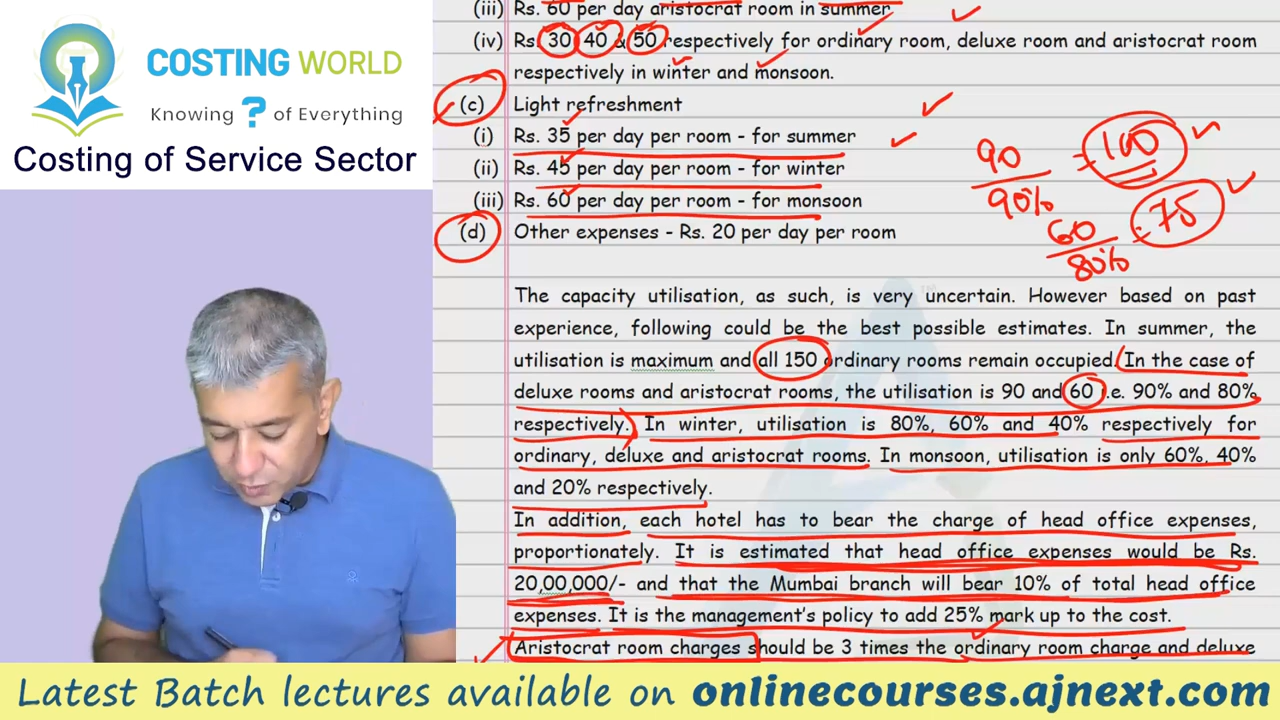 COSTING WORLD
Knowing ? of Everything
Costing of Service Sector
(iii) Rs. 60 per day aristocrat room in summer
(iv) Rs. 30 40 & 50 respectively for ordinary room, deluxe room and aristocrat room
respectively in winter and monsoon.
(c) Light refreshment
(i) Rs. 35 per day per room - for summer
(ii) Rs. 45 per day per room - for winter
(iii) Rs. 60 per day per room - for monsoon
(d) Other expenses - Rs. 20 per day per room
90
90% = 100
60
80% = 75
The capacity utilisation, as such, is very uncertain. However based on past
experience, following could be the best possible estimates. In summer, the
utilisation is maximum and all 150 ordinary rooms remain occupied. In the case of
deluxe rooms and aristocrat rooms, the utilisation is 90 and 60 i.e. 90% and 80%
respectively. In winter, utilisation is 80%, 60% and 40% respectively for
ordinary, deluxe and aristocrat rooms. In monsoon, utilisation is only 60%, 40%
and 20% respectively.
In addition, each hotel has to bear the charge of head office expenses,
proportionately. It is estimated that head office expenses would be Rs.
20,00,000/- and that the Mumbai branch will bear 10% of total head office
expenses. It is the management's policy to add 25% mark up to the cost.
Aristocrat room charges should be 3 times the ordinary room charge and deluxe
Latest Batch lectures available on onlinecourses.ajnext.com